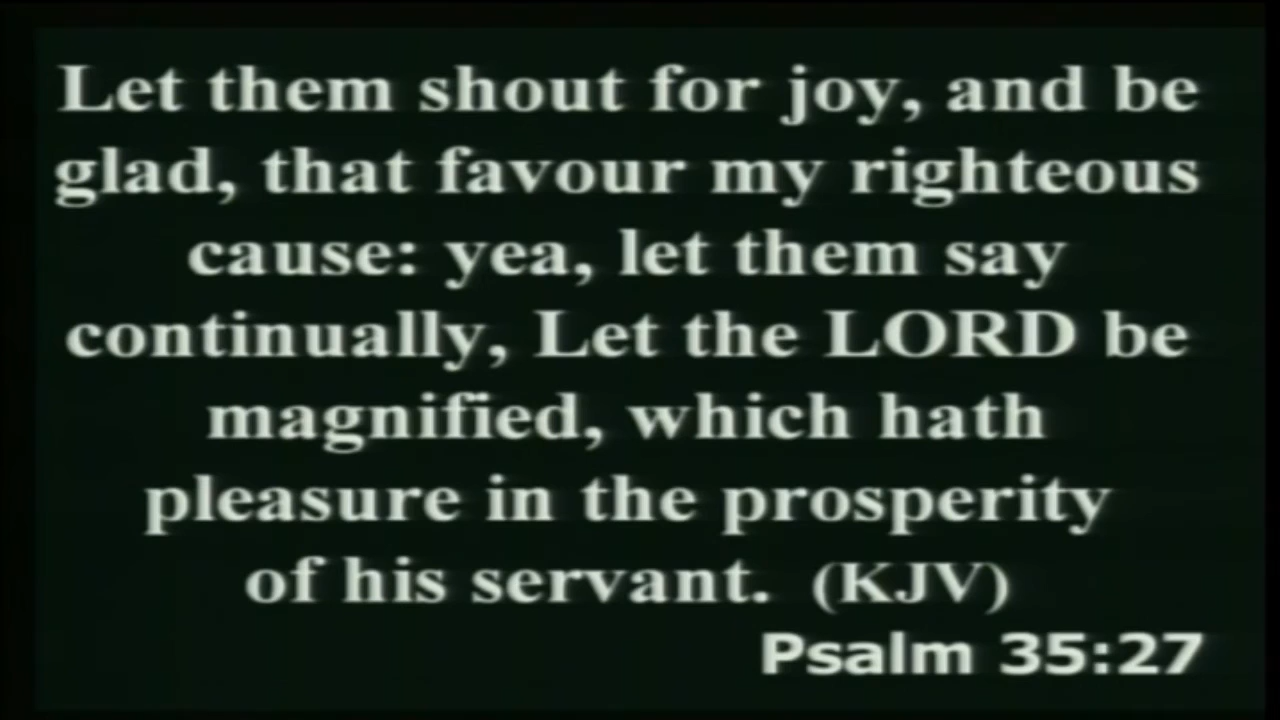 Let them shout for joy, and be
glad, that favour my righteous
cause: yea, let them say
continually, Let the LORD be
magnified, which hath
pleasure in the prosperity
of his servant. (KJV)
Psalm 35:27